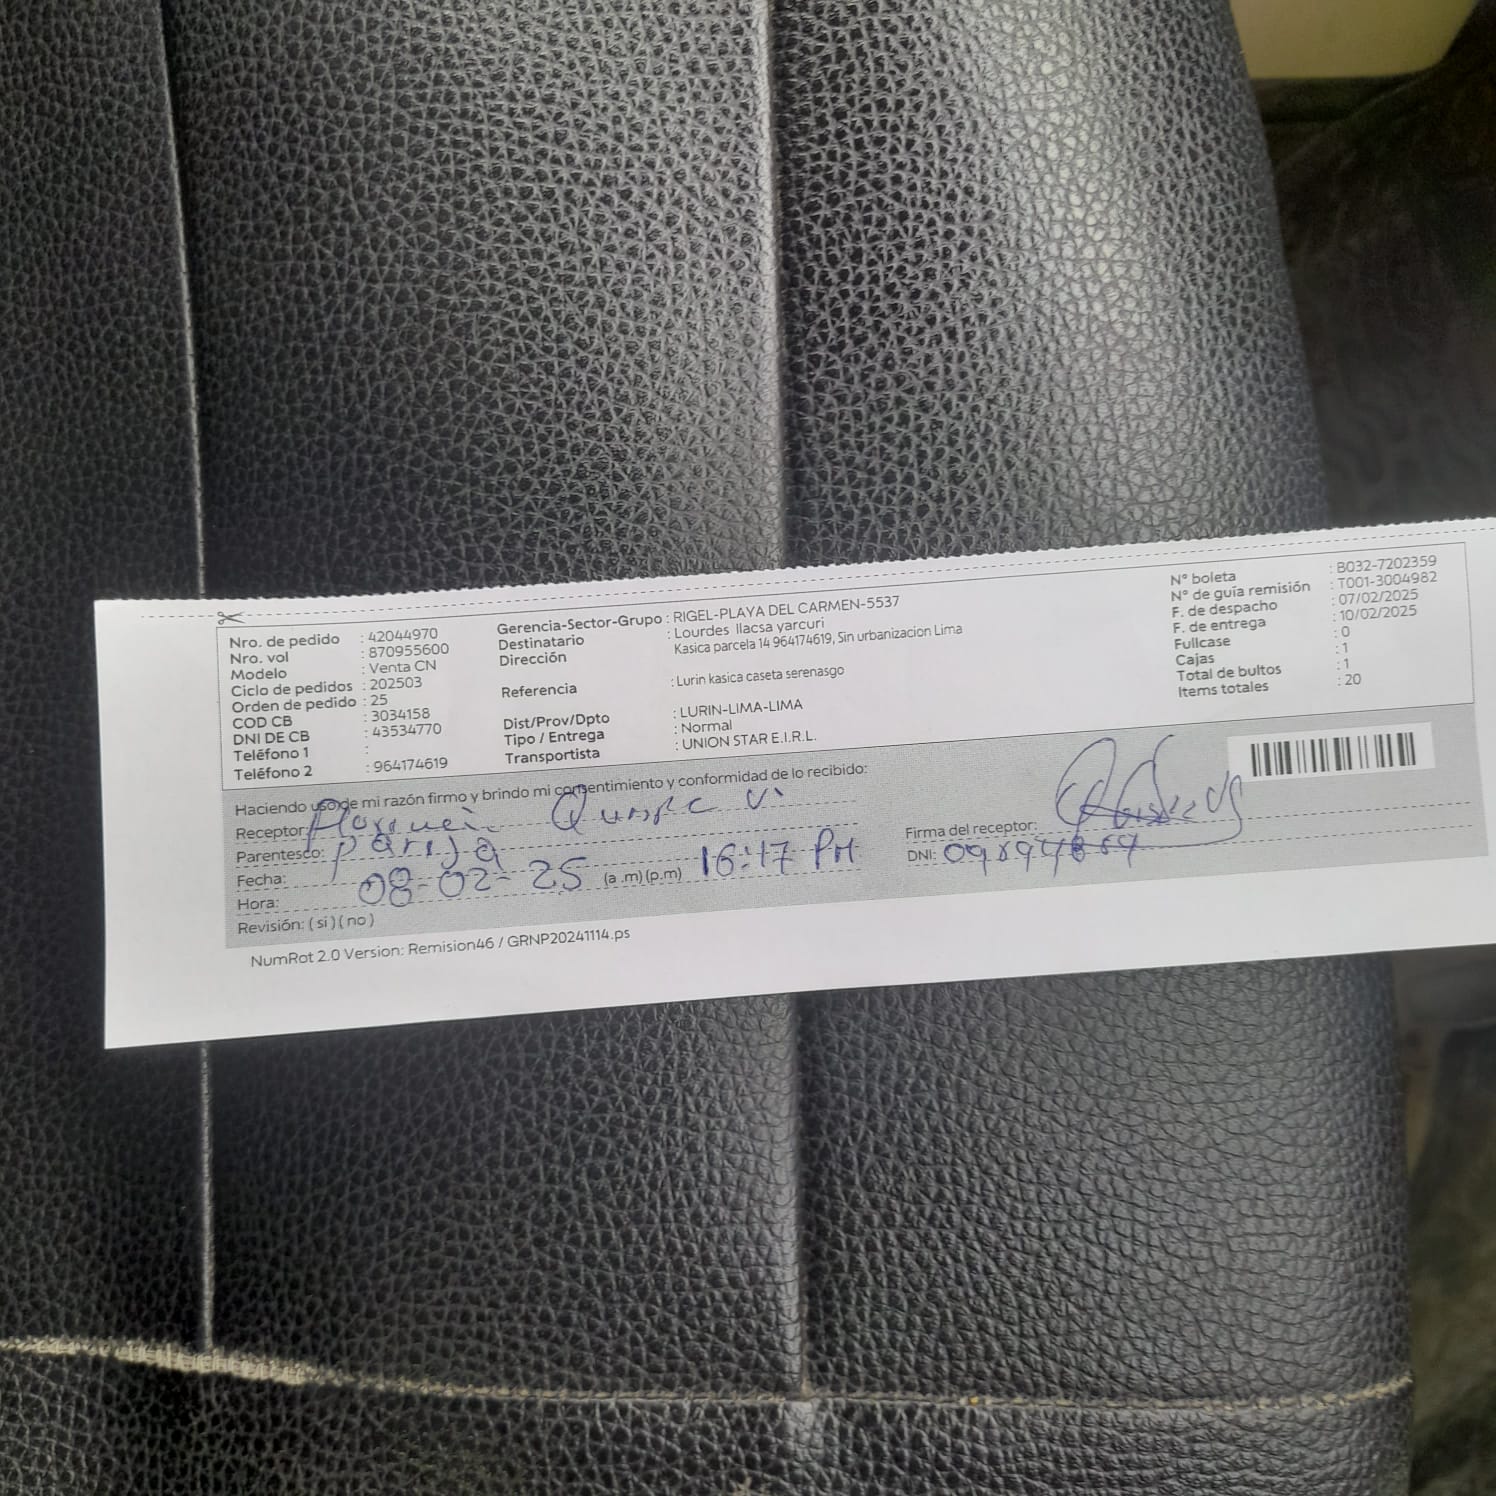 Nro. de pedido : 42044970
Nro. vol : 870955600
Modelo : Venta CN
Ciclo de pedidos : 202503
Orden de pedido : 25
COD CB : 3034158
DNI DE CB : 43534770
Teléfono 1 :
Teléfono 2 : 964174619
Gerencia-Sector-Grupo : RIGEL-PLAYA DEL CARMEN-5537
Destinatario : Lourdes llacsa yarcuri
Dirección Kasica parcela 14 964174619, Sin urbanizacion Lima
Referencia : Lurin kasica caseta serenasgo
Dist/Prov/Dpto : LURIN-LIMA-LIMA
Tipo / Entrega : Normal
Transportista : UNION STAR E.I.R.L.
N° boleta : B032-7202359
N° de guía remisión : T001-3004982
F. de despacho : 07/02/2025
F. de entrega : 10/02/2025
Fullcase : 0
Cajas : 1
Total de bultos : 1
Items totales : 20
Haciendo uso de mi razón firmo y brindo mi consentimiento y conformidad de lo recibido:
Receptor: Quispe
Parentesco: pareja
Fecha: 08-02-25
Hora: (a .m)(p.m) 16:17 PM
Revisión: ( si ) ( no )
Firma del receptor:
DNI:
NumRot 2.0 Version: Remision46 / GRNP20241114.ps